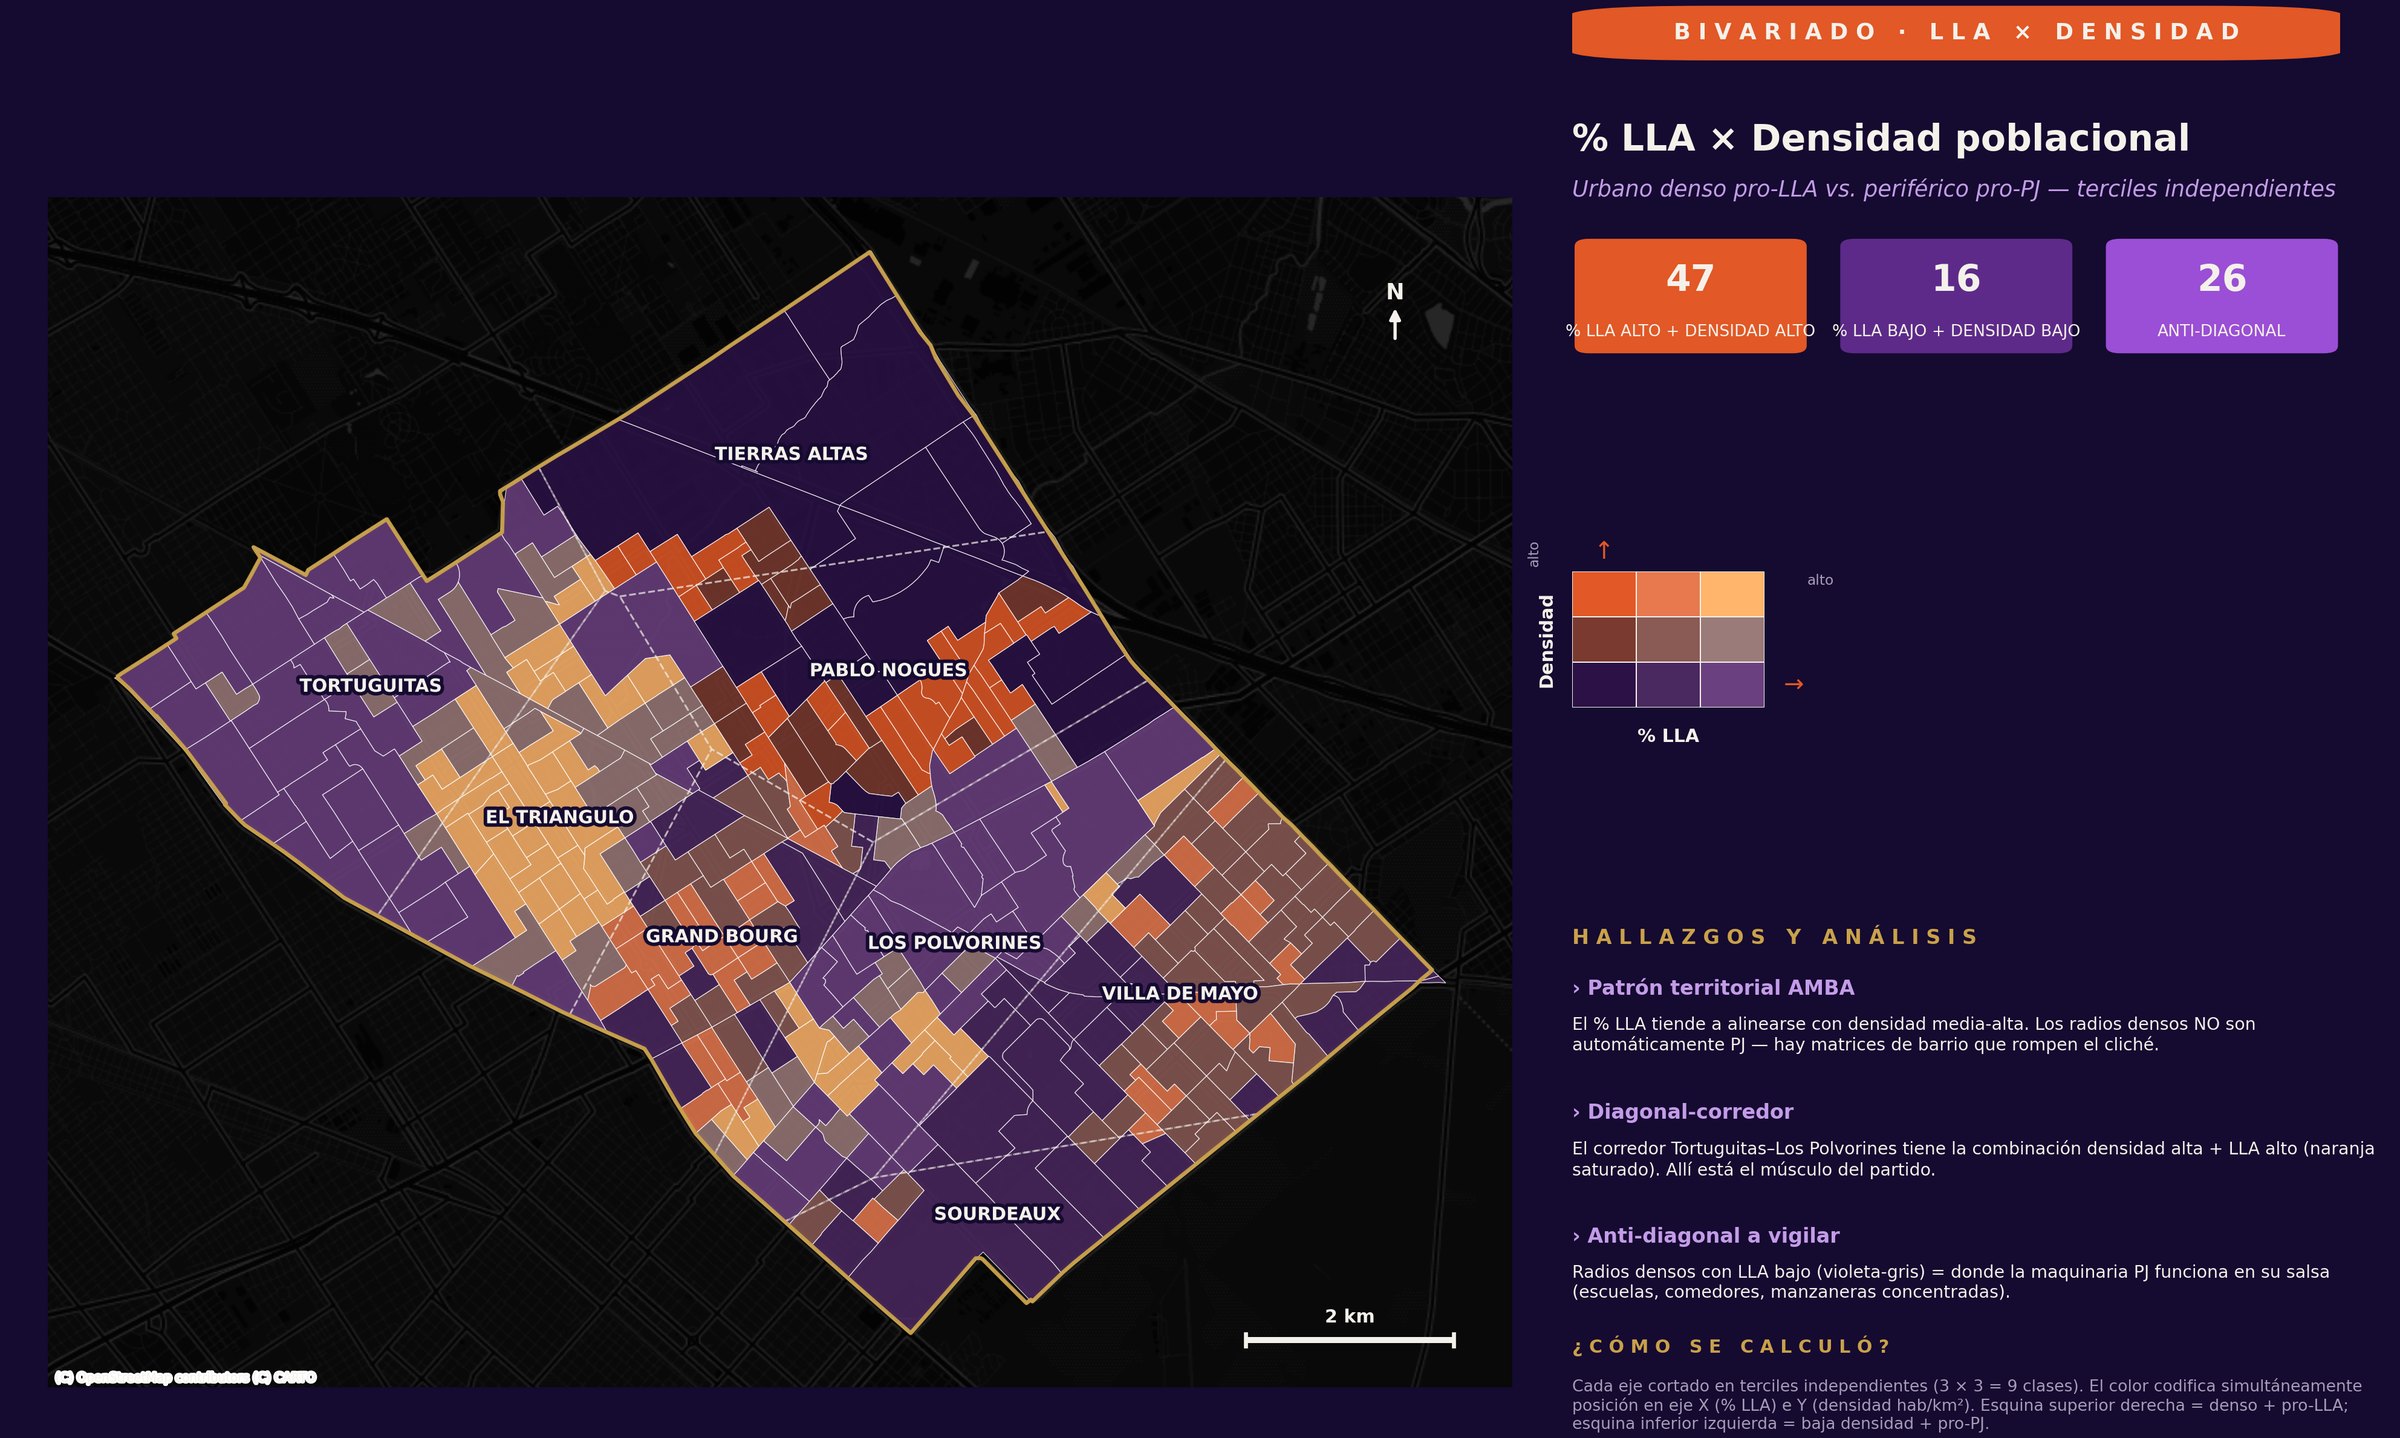 BIVARIADO · LLA × DENSIDAD
% LLA × Densidad poblacional
Urbano denso pro-LLA vs. periférico pro-PJ — terciles independientes
47
% LLA ALTO + DENSIDAD ALTO
16
% LLA BAJO + DENSIDAD BAJO
26
ANTI-DIAGONAL
N
TIERRAS ALTAS
PABLO NOGUES
TORTUGUITAS
EL TRIANGULO
GRAND BOURG
LOS POLVORINES
VILLA DE MAYO
SOURDEAUX
2 km
(C) OpenStreetMap contributors (C) CARTO
alto
↑
alto
Densidad
→
% LLA
HALLAZGOS Y ANÁLISIS
› Patrón territorial AMBA
El % LLA tiende a alinearse con densidad media-alta. Los radios densos NO son
automáticamente PJ — hay matrices de barrio que rompen el cliché.
› Diagonal-corredor
El corredor Tortuguitas–Los Polvorines tiene la combinación densidad alta + LLA alto (naranja
saturado). Allí está el músculo del partido.
› Anti-diagonal a vigilar
Radios densos con LLA bajo (violeta-gris) = donde la maquinaria PJ funciona en su salsa
(escuelas, comedores, manzaneras concentradas).
¿CÓMO SE CALCULÓ?
Cada eje cortado en terciles independientes (3 × 3 = 9 clases). El color codifica simultáneamente
posición en eje X (% LLA) e Y (densidad hab/km²). Esquina superior derecha = denso + pro-LLA;
esquina inferior izquierda = baja densidad + pro-PJ.